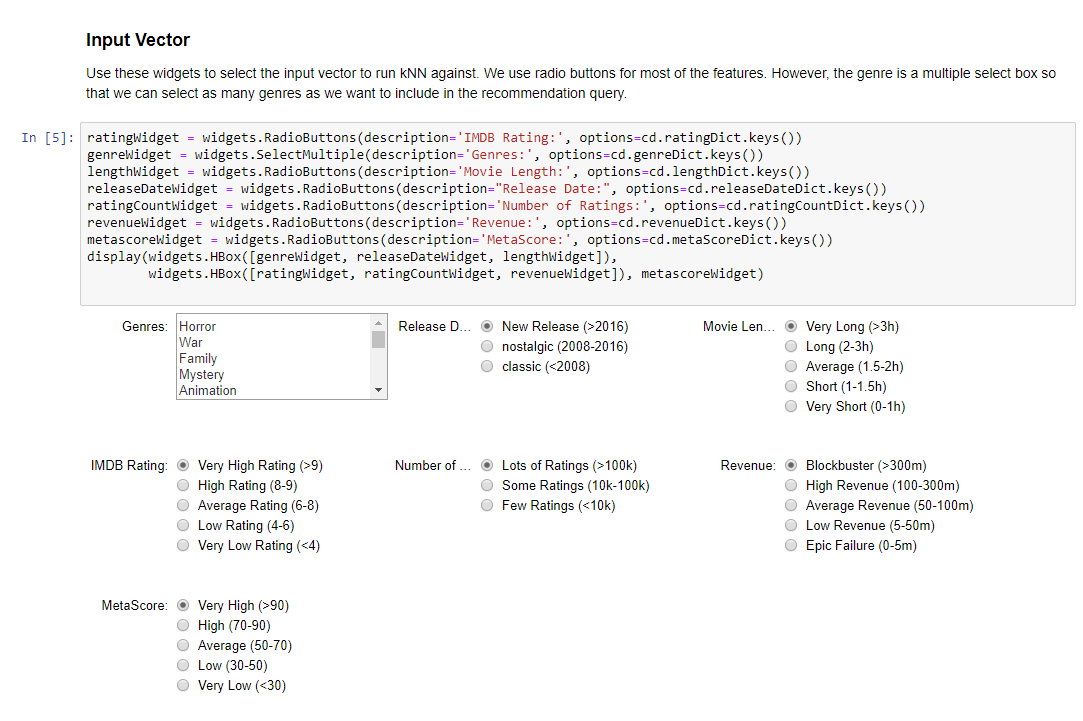 Input Vector
Use these widgets to select the input vector to run kNN against. We use radio buttons for most of the features. However, the genre is a multiple select box so
that we can select as many genres as we want to include in the recommendation query.
In [5]:
ratingWidget = widgets.RadioButtons(description='IMDB Rating:', options=cd.ratingDict.keys())
genreWidget = widgets.SelectMultiple(description='Genres:', options=cd.genreDict.keys())
lengthWidget = widgets.RadioButtons(description='Movie Length:', options=cd.lengthDict.keys())
releaseDateWidget = widgets.RadioButtons(description="Release Date:", options=cd.releaseDateDict.keys())
ratingCountWidget = widgets.RadioButtons(description='Number of Ratings:', options=cd.ratingCountDict.keys())
revenueWidget = widgets.RadioButtons(description='Revenue:', options=cd.revenueDict.keys())
metascoreWidget = widgets.RadioButtons(description='MetaScore:', options=cd.metaScoreDict.keys())
display(widgets.HBox([genreWidget, releaseDateWidget, lengthWidget]),
        widgets.HBox([ratingWidget, ratingCountWidget, revenueWidget]), metascoreWidget)
Genres:
Horror
War
Family
Mystery
Animation
Release D...
New Release (>2016)
nostalgic (2008-2016)
classic (<2008)
Movie Len...
Very Long (>3h)
Long (2-3h)
Average (1.5-2h)
Short (1-1.5h)
Very Short (0-1h)
IMDB Rating:
Very High Rating (>9)
High Rating (8-9)
Average Rating (6-8)
Low Rating (4-6)
Very Low Rating (<4)
Number of ...
Lots of Ratings (>100k)
Some Ratings (10k-100k)
Few Ratings (<10k)
Revenue:
Blockbuster (>300m)
High Revenue (100-300m)
Average Revenue (50-100m)
Low Revenue (5-50m)
Epic Failure (0-5m)
MetaScore:
Very High (>90)
High (70-90)
Average (50-70)
Low (30-50)
Very Low (<30)